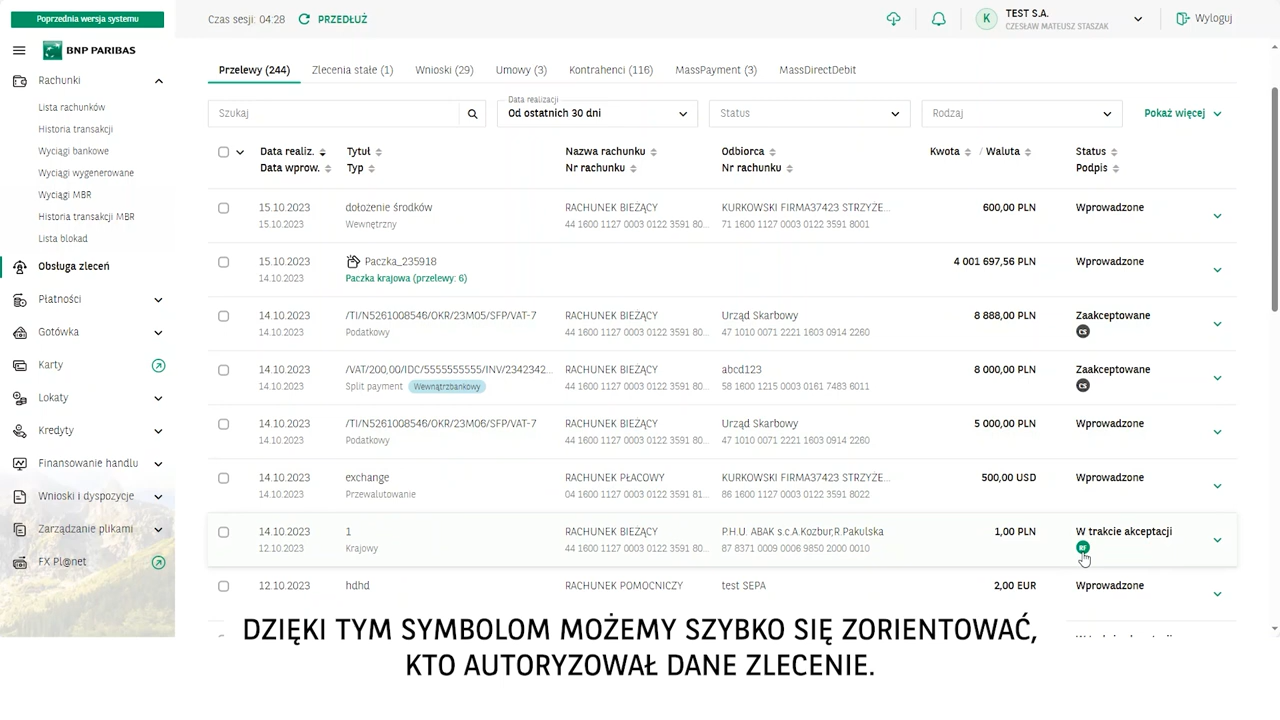 Poprzednia wersja systemu
Czas sesji: 04:28 PRZEDŁUŻ
K TEST S.A.
CZESŁAW MATEUSZ STASZAK
Wyloguj
BNP PARIBAS
Rachunki
Lista rachunków
Historia transakcji
Wyciągi bankowe
Wyciągi wygenerowane
Wyciągi MBR
Historia transakcji MBR
Lista blokad
Obsługa zleceń
Płatności
Gotówka
Karty
Lokaty
Kredyty
Finansowanie handlu
Wnioski i dyspozycje
Zarządzanie plikami
FX Pl@net
Przelewy (244) Zlecenia stałe (1) Wnioski (29) Umowy (3) Kontrahenci (116) MassPayment (3) MassDirectDebit
Szukaj
Data realizacji
Od ostatnich 30 dni
Status
Rodzaj
Pokaż więcej
Data realiz. Tytuł Nazwa rachunku Odbiorca Kwota / Waluta Status
Data wprow. Typ Nr rachunku Nr rachunku Podpis
15.10.2023 dołozenie środków RACHUNEK BIEŻĄCY KURKOWSKI FIRMA37423 STRZYŻE... 600,00 PLN Wprowadzone
15.10.2023 Wewnętrzny 44 1600 1127 0003 0122 3591 80... 71 1600 1127 0003 0122 3591 8001
15.10.2023 Paczka_235918 4 001 697,56 PLN Wprowadzone
14.10.2023 Paczka krajowa (przelewy: 6)
14.10.2023 /TI/N5261008546/OKR/23M05/SFP/VAT-7 RACHUNEK BIEŻĄCY Urząd Skarbowy 8 888,00 PLN Zaakceptowane
14.10.2023 Podatkowy 44 1600 1127 0003 0122 3591 80... 47 1010 0071 2221 1603 0914 2260 CS
14.10.2023 /VAT/200,00/IDC/5555555555/INV/2342342... RACHUNEK BIEŻĄCY abcd123 8 000,00 PLN Zaakceptowane
14.10.2023 Split payment Wewnątrzbankowy 44 1600 1127 0003 0122 3591 80... 58 1600 1215 0003 0161 7483 6011 CS
14.10.2023 /TI/N5261008546/OKR/23M06/SFP/VAT-7 RACHUNEK BIEŻĄCY Urząd Skarbowy 5 000,00 PLN Wprowadzone
14.10.2023 Podatkowy 44 1600 1127 0003 0122 3591 80... 47 1010 0071 2221 1603 0914 2260
14.10.2023 exchange RACHUNEK PŁACOWY KURKOWSKI FIRMA37423 STRZYŻE... 500,00 USD Wprowadzone
14.10.2023 Przewalutowanie 04 1600 1127 0003 0122 3591 81... 86 1600 1127 0003 0122 3591 8022
14.10.2023 1 RACHUNEK BIEŻĄCY P.H.U. ABAK s.c.A.Kozbur,R.Pakulska 1,00 PLN W trakcie akceptacji
12.10.2023 Krajowy 44 1600 1127 0003 0122 3591 80... 87 8371 0009 0006 9850 2000 0010 RF
12.10.2023 hdhd RACHUNEK POMOCNICZY test SEPA 2,00 EUR Wprowadzone
DZIĘKI TYM SYMBOLOM MOŻEMY SZYBKO SIĘ ZORIENTOWAĆ,
KTO AUTORYZOWAŁ DANE ZLECENIE.